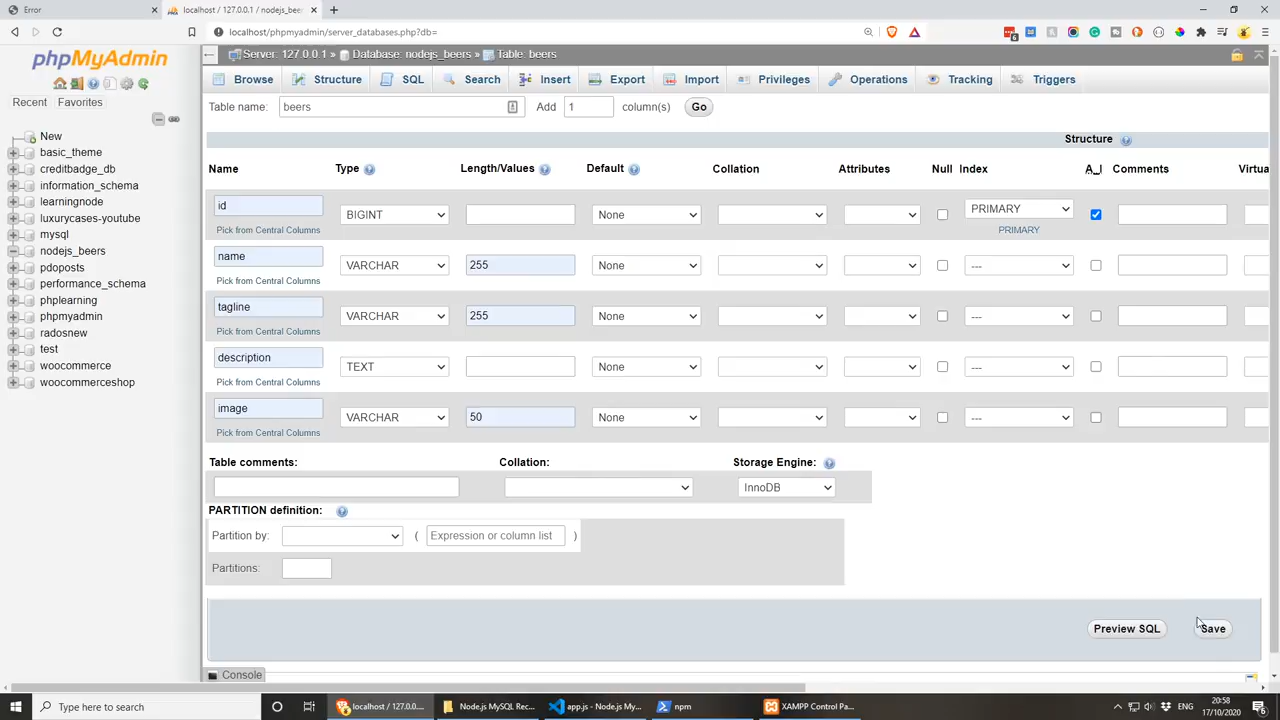 Error
localhost / 127.0.0.1 / nodejs_bee
localhost/phpmyadmin/server_databases.php?db=
6
phpMyAdmin
Recent Favorites
New
basic_theme
creditbadge_db
information_schema
learningnode
luxurycases-youtube
mysql
nodejs_beers
pdoposts
performance_schema
phplearning
phpmyadmin
radosnew
test
woocommerce
woocommerceshop
Server: 127.0.0.1 » Database: nodejs_beers » Table: beers
Browse Structure SQL Search Insert Export Import Privileges Operations Tracking Triggers
Table name: beers Add 1 column(s) Go
Structure
Name Type Length/Values Default Collation Attributes Null Index A_I Comments Virtua
id BIGINT None PRIMARY
Pick from Central Columns PRIMARY
name VARCHAR 255 None ---
Pick from Central Columns
tagline VARCHAR 255 None ---
Pick from Central Columns
description TEXT None ---
Pick from Central Columns
image VARCHAR 50 None ---
Pick from Central Columns
Table comments: Collation: Storage Engine:
InnoDB
PARTITION definition:
Partition by: ( Expression or column list )
Partitions:
Preview SQL Save
Console
Type here to search
localhost / 127.0.0....
Node.js MySQL Rec...
app.js - Node.js My...
npm
XAMPP Control Pa...
ENG
20:58
17/10/2020
6